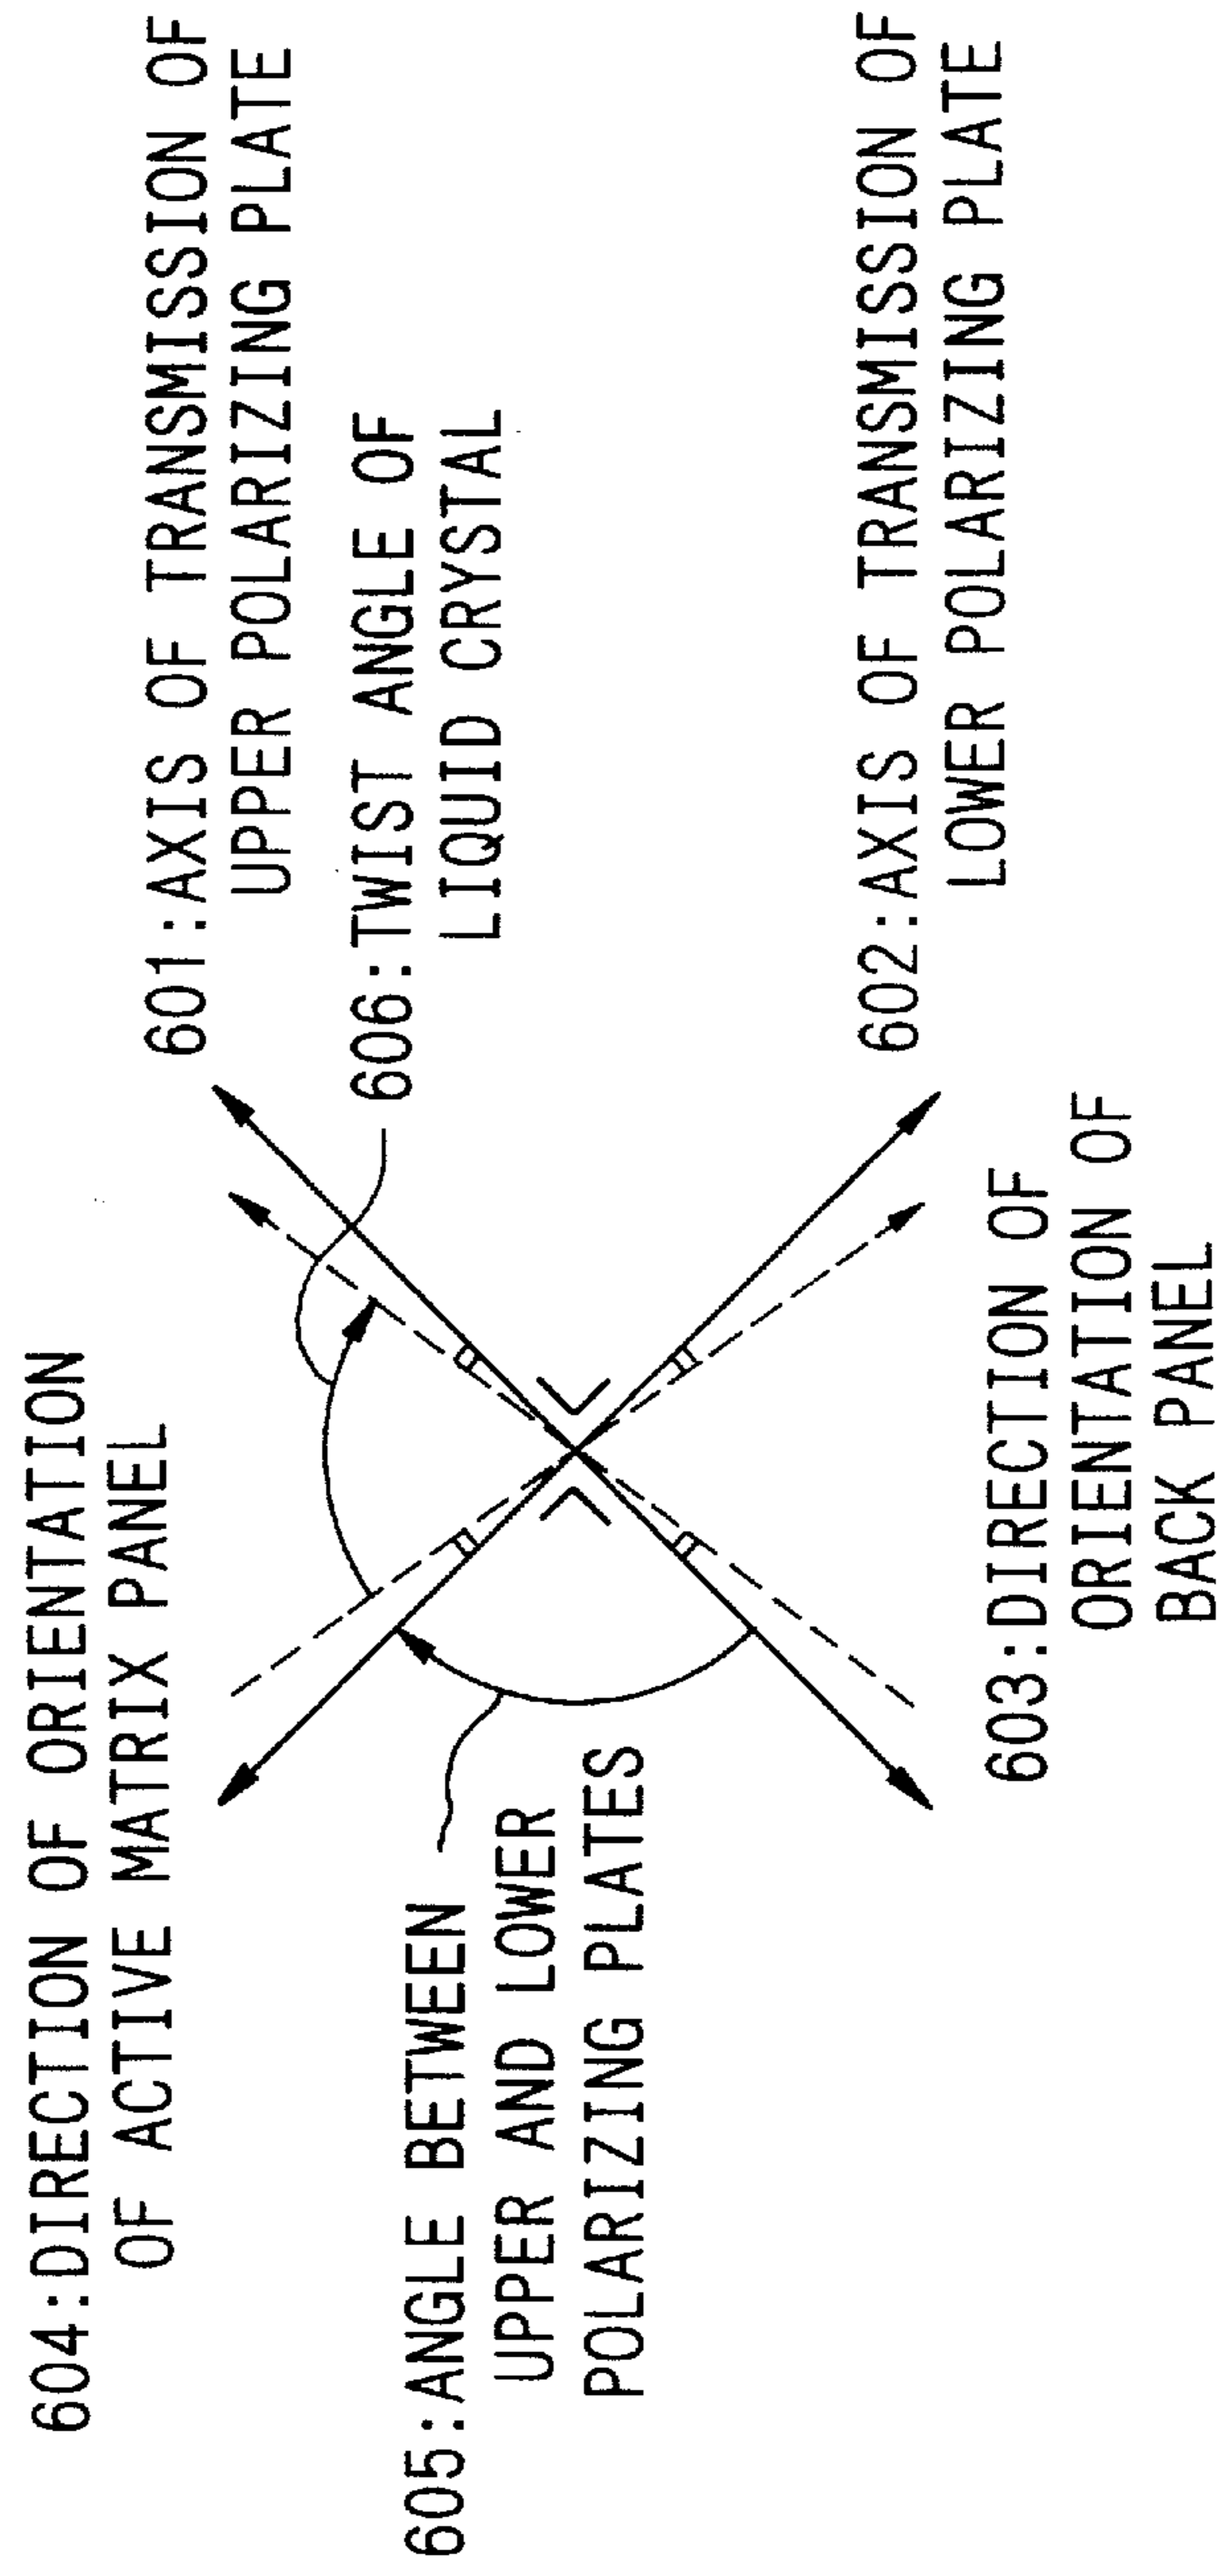 604:DIRECTION OF ORIENTATION
OF ACTIVE MATRIX PANEL
601:AXIS OF TRANSMISSION OF
UPPER POLARIZING PLATE
606:TWIST ANGLE OF
LIQUID CRYSTAL
605:ANGLE BETWEEN
UPPER AND LOWER
POLARIZING PLATES
602:AXIS OF TRANSMISSION OF
LOWER POLARIZING PLATE
603:DIRECTION OF
ORIENTATION OF
BACK PANEL